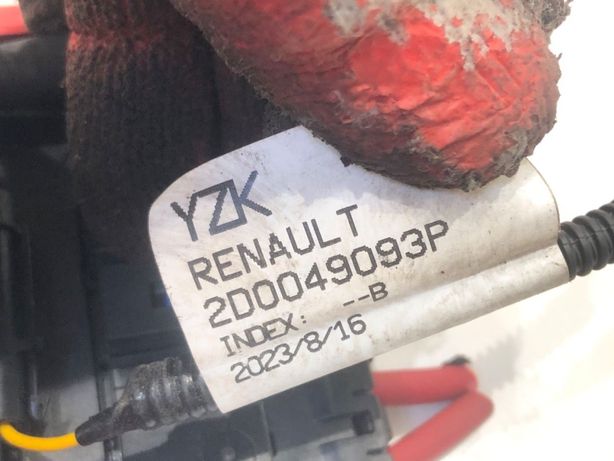 YZK
RENAULT
2D0049093P
INDEX: --B
2023/8/16